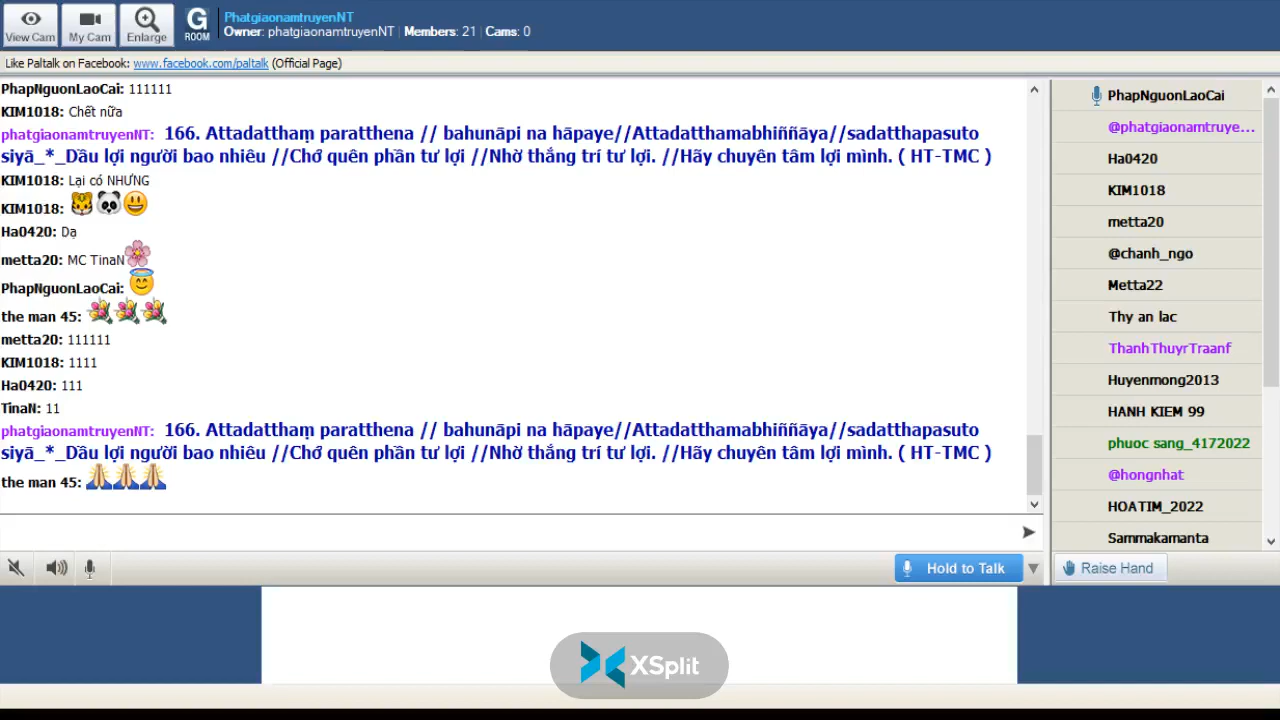 View Cam
My Cam
Enlarge
G
ROOM
PhatgiaonamtruyenNT
Owner: phatgiaonamtruyenNT | Members: 21 | Cams: 0
Like Paltalk on Facebook: www.facebook.com/paltalk (Official Page)
PhapNguonLaoCai: 111111
KIM1018: Chết nữa
phatgiaonamtruyenNT: 166. Attadatthaṃ paratthena // bahunāpi na hāpaye//Attadatthamabhiññāya//sadatthapasuto
siyā_*_Dầu lợi người bao nhiêu //Chớ quên phần tư lợi //Nhờ thắng trí tư lợi. //Hãy chuyên tâm lợi mình. ( HT-TMC )
KIM1018: Lại có NHƯNG
KIM1018:
Ha0420: Dạ
metta20: MC TinaN
PhapNguonLaoCai:
the man 45:
metta20: 111111
KIM1018: 1111
Ha0420: 111
TinaN: 11
phatgiaonamtruyenNT: 166. Attadatthaṃ paratthena // bahunāpi na hāpaye//Attadatthamabhiññāya//sadatthapasuto
siyā_*_Dầu lợi người bao nhiêu //Chớ quên phần tư lợi //Nhờ thắng trí tư lợi. //Hãy chuyên tâm lợi mình. ( HT-TMC )
the man 45:
Hold to Talk
PhapNguonLaoCai
@phatgiaonamtruye...
Ha0420
KIM1018
metta20
@chanh_ngo
Metta22
Thy an lac
ThanhThuyrTraanf
Huyenmong2013
HANH KIEM 99
phuoc sang_4172022
@hongnhat
HOATIM_2022
Sammakamanta
Raise Hand
XSplit